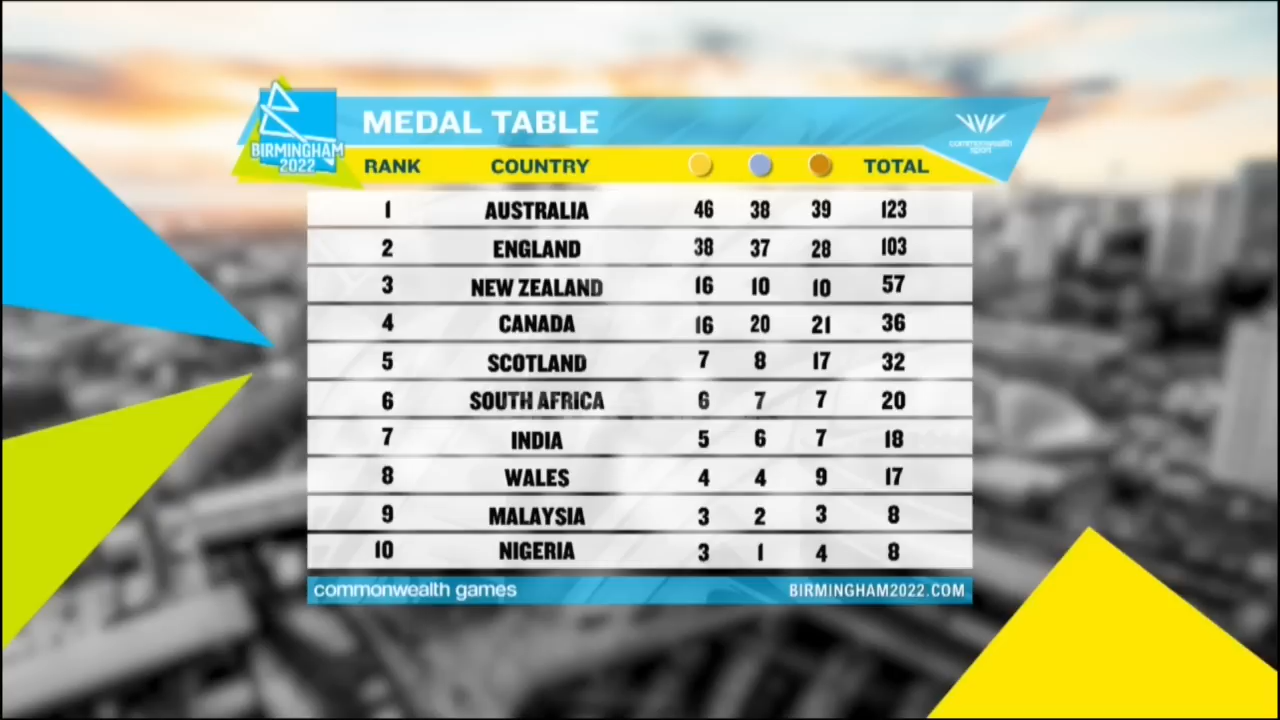 MEDAL TABLE
BIRMINGHAM
2022
commonwealth
sport
RANK COUNTRY TOTAL
1 AUSTRALIA 46 38 39 123
2 ENGLAND 38 37 28 103
3 NEW ZEALAND 16 10 10 57
4 CANADA 16 20 21 36
5 SCOTLAND 7 8 17 32
6 SOUTH AFRICA 6 7 7 20
7 INDIA 5 6 7 18
8 WALES 4 4 9 17
9 MALAYSIA 3 2 3 8
10 NIGERIA 3 1 4 8
commonwealth games BIRMINGHAM2022.COM